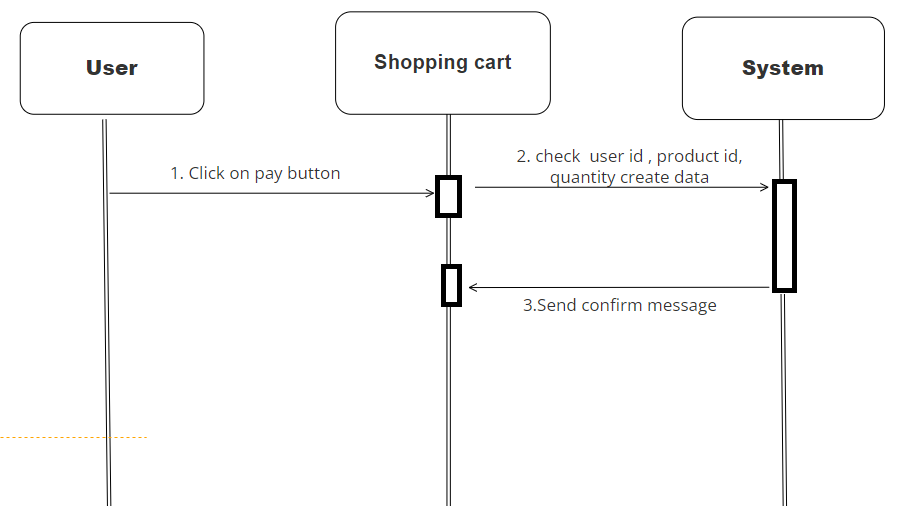 User
Shopping cart
System
1. Click on pay button
2. check  user id , product id,
quantity create data
3.Send confirm message